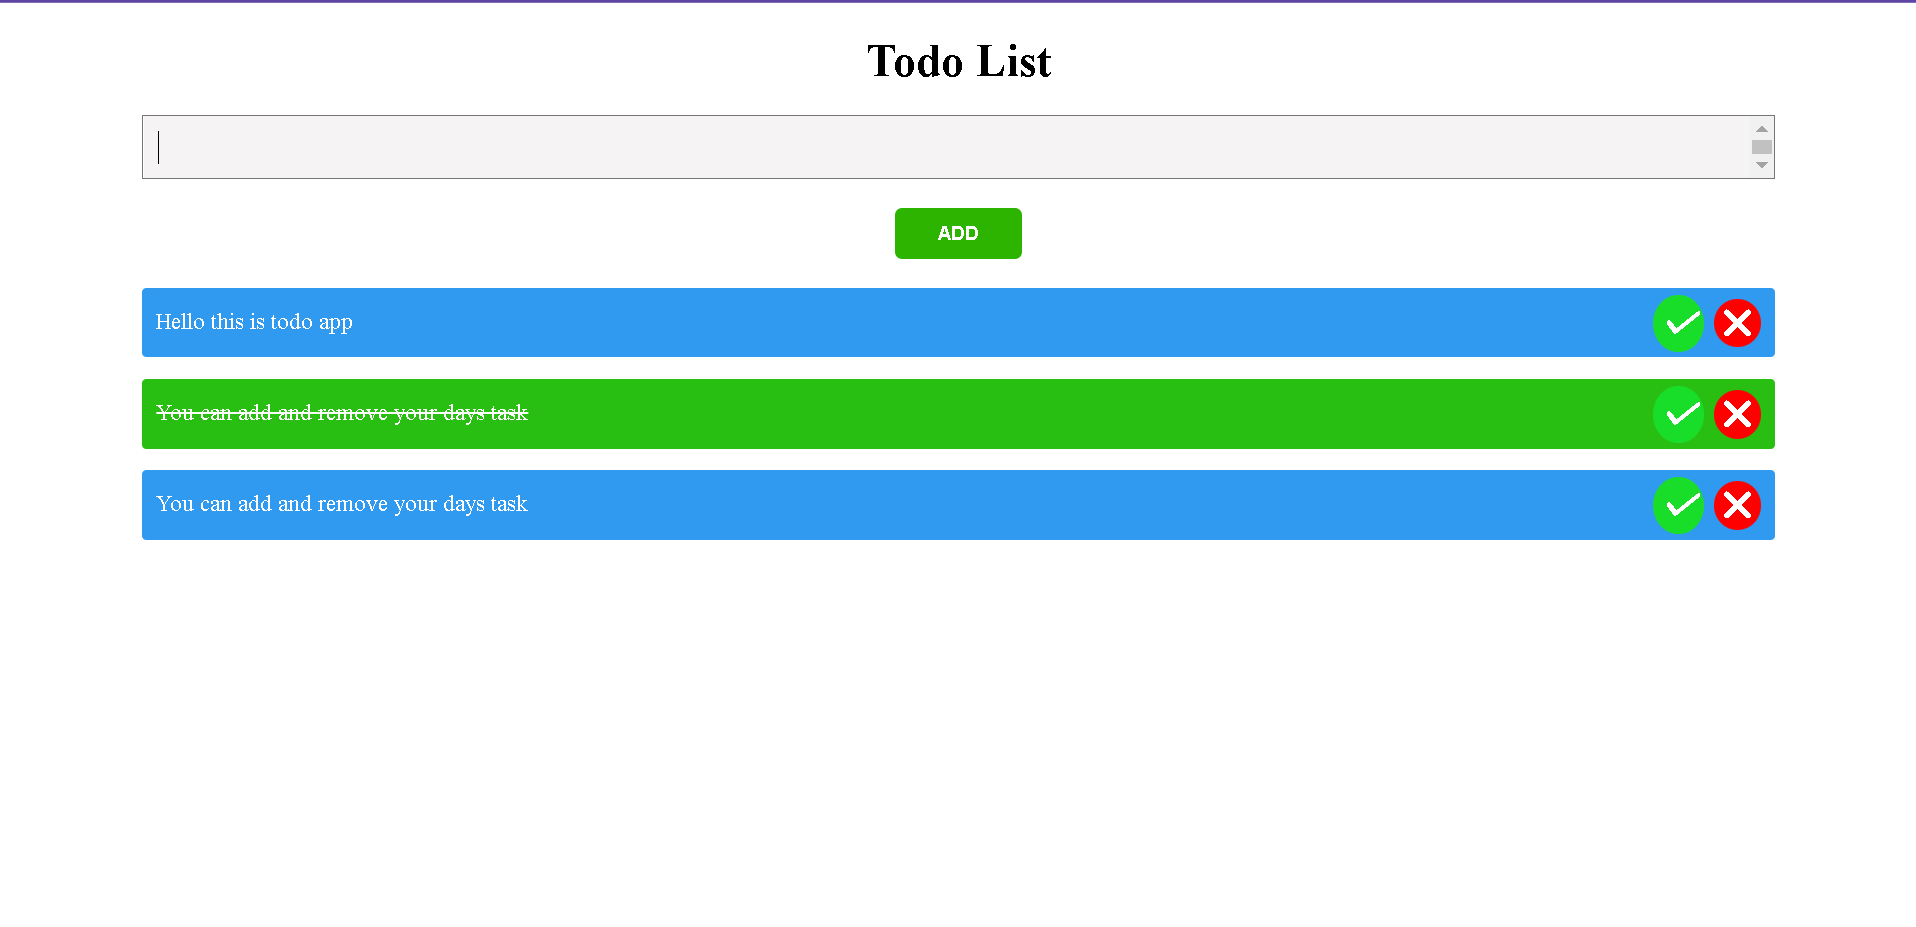 Todo List
ADD
Hello this is todo app
You can add and remove your days task
You can add and remove your days task